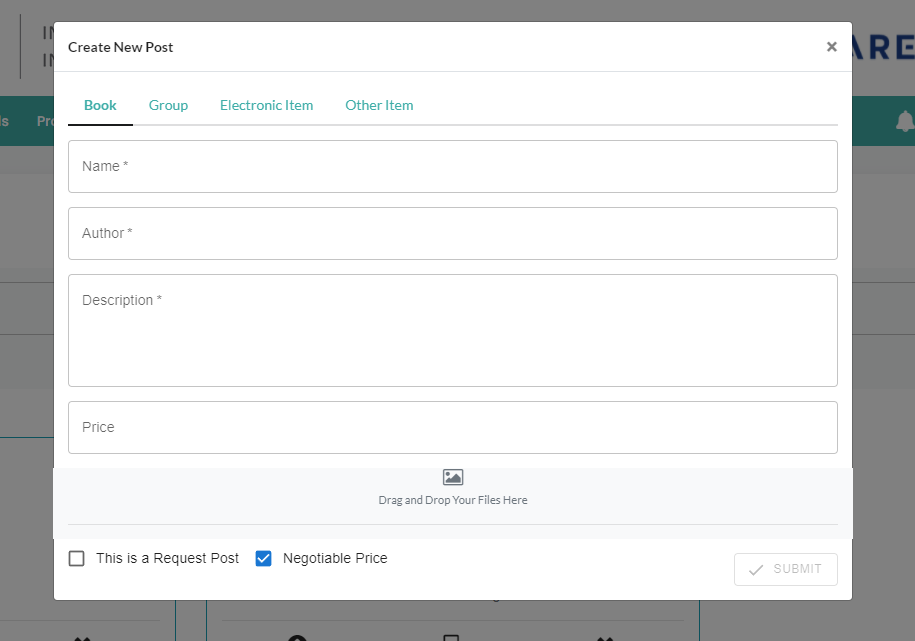 Create New Post
×
Book Group Electronic Item Other Item
Name *
Author *
Description *
Price
Drag and Drop Your Files Here
This is a Request Post Negotiable Price
SUBMIT